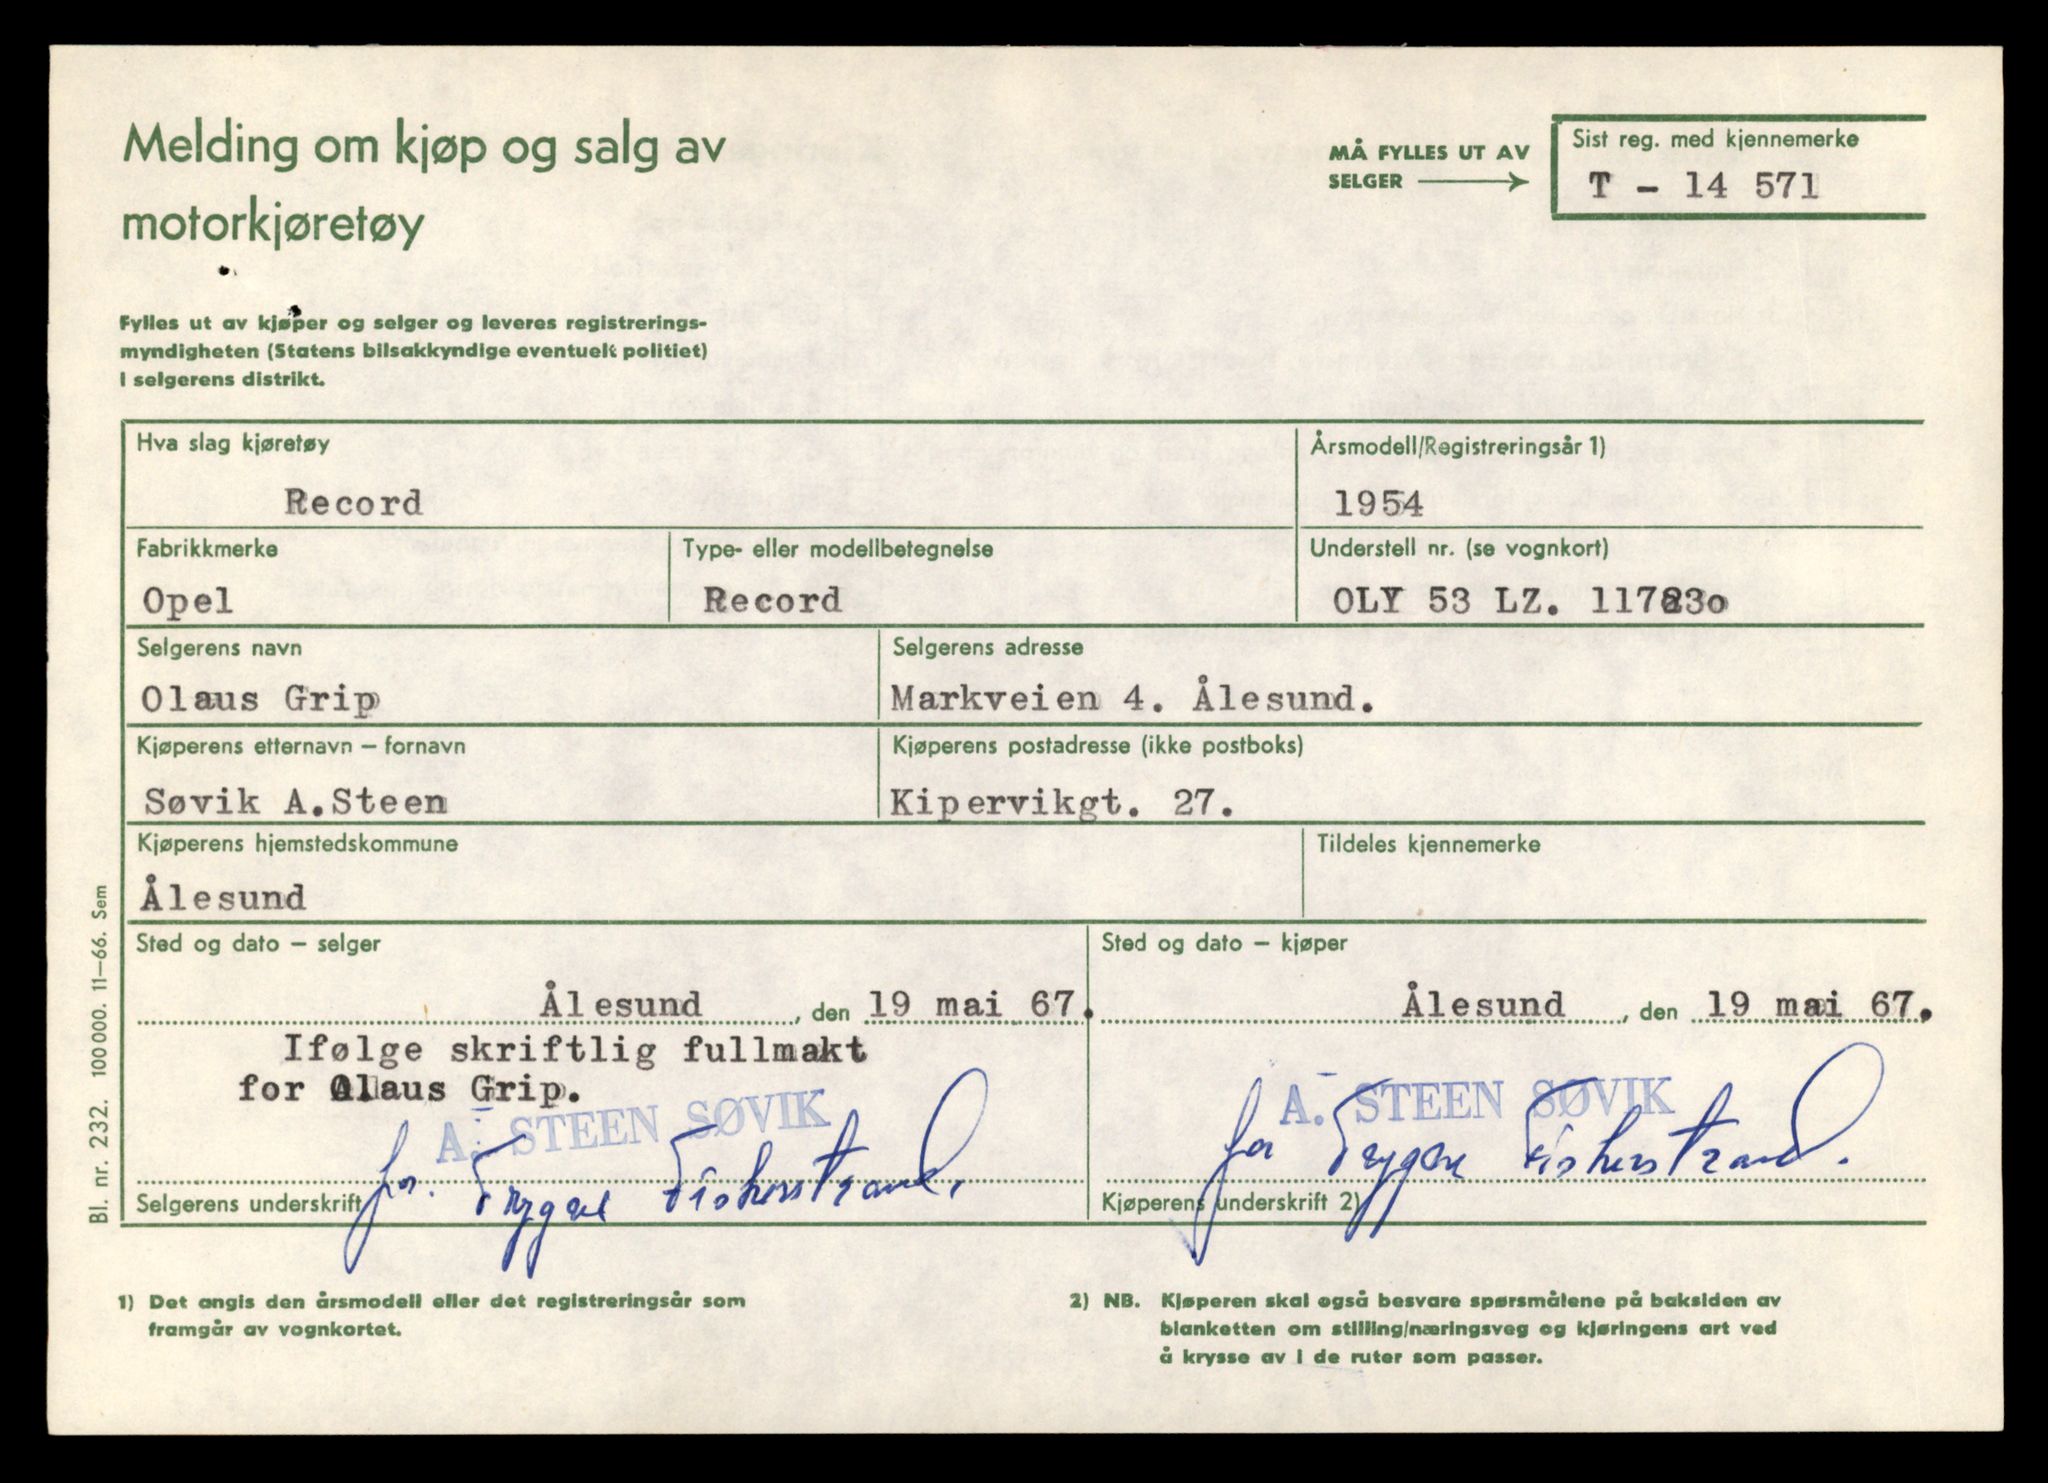 Melding om kjøp og salg av
motorkjøretøy
MÅ FYLLES UT AV
SELGER
Sist reg. med kjennemerke
T - 14 571
Fylles ut av kjøper og selger og leveres registrerings-
myndigheten (Statens bilsakkyndige eventuelt politiet)
i selgerens distrikt.
Hva slag kjøretøy
Record
Årsmodell/Registreringsår 1)
1954
Fabrikkmerke
Opel
Type- eller modellbetegnelse
Record
Understell nr. (se vognkort)
OLY 53 LZ.
Selgerens navn
Olaus Grip
Selgerens adresse
Markveien 4. Ålesund.
Kjøperens etternavn – fornavn
Søvik A.Steen
Kjøperens postadresse (ikke postboks)
Kipervikgt. 27.
Kjøperens hjemstedskommune
Ålesund
Tildeles kjennemerke
Sted og dato – selger
Ålesund, den 19 mai 67.
Ifølge skriftlig fullmakt
for Olaus Grip.
A. STEEN SØVIK
for. Trygve Fiskerstrand.
Selgerens underskrift
Sted og dato – kjøper
Ålesund, den 19 mai 67.
A. STEEN SØVIK
for Trygve Fiskerstrand.
Kjøperens underskrift 2)
1) Det angis den årsmodell eller det registreringsår som
framgår av vognkortet.
2) NB. Kjøperen skal også besvare spørsmålene på baksiden av
blanketten om stilling/næringsveg og kjøringens art ved
å krysse av i de ruter som passer.
Bl. nr. 232. 100 000. 11–66. Sem